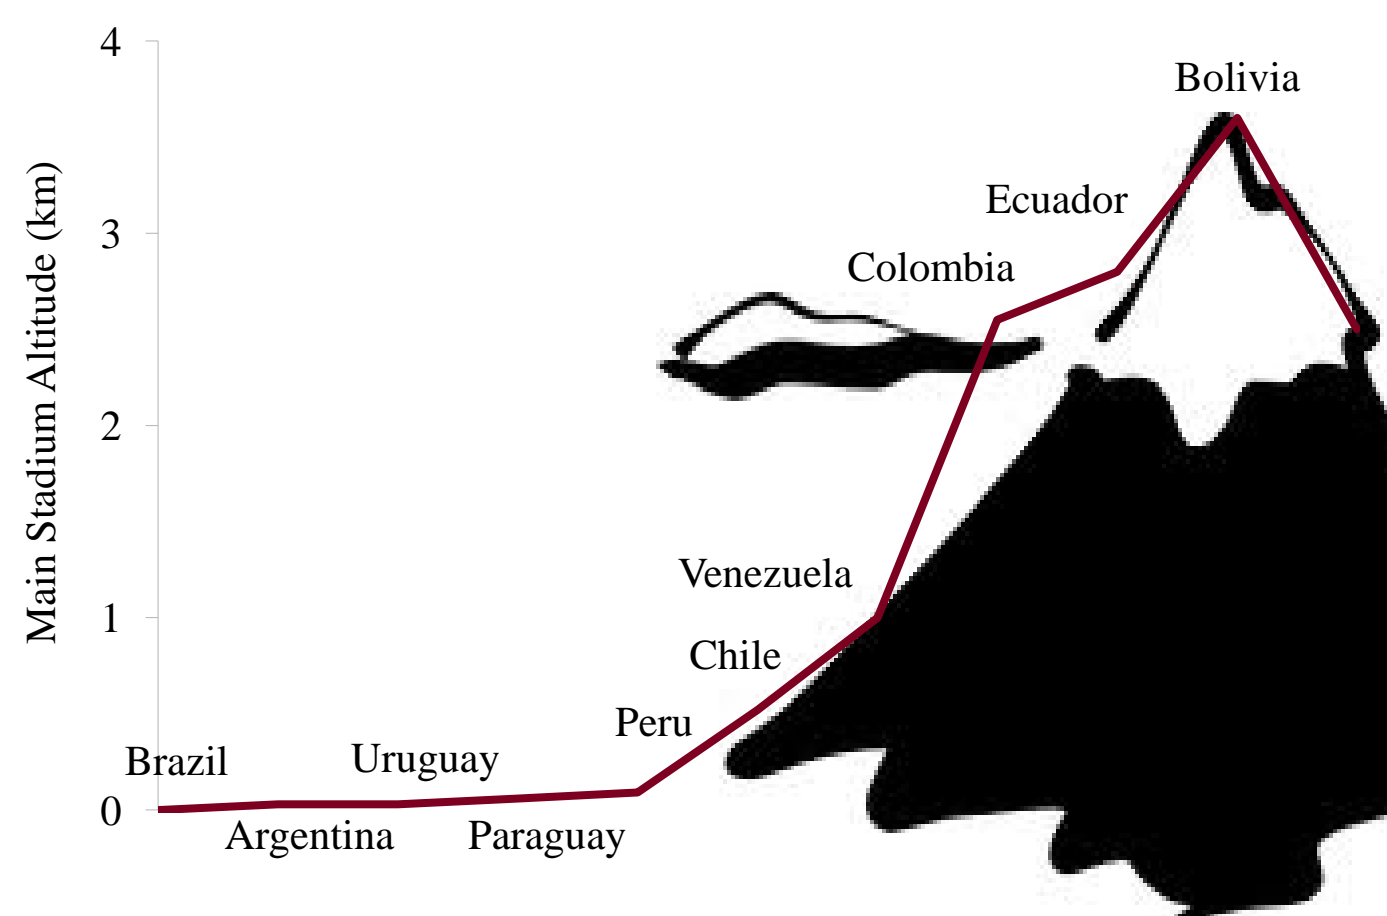 4
Bolivia
3
Ecuador
Colombia
2
Main Stadium Altitude (km)
Venezuela
1
Chile
Peru
Brazil
Uruguay
0
Argentina
Paraguay